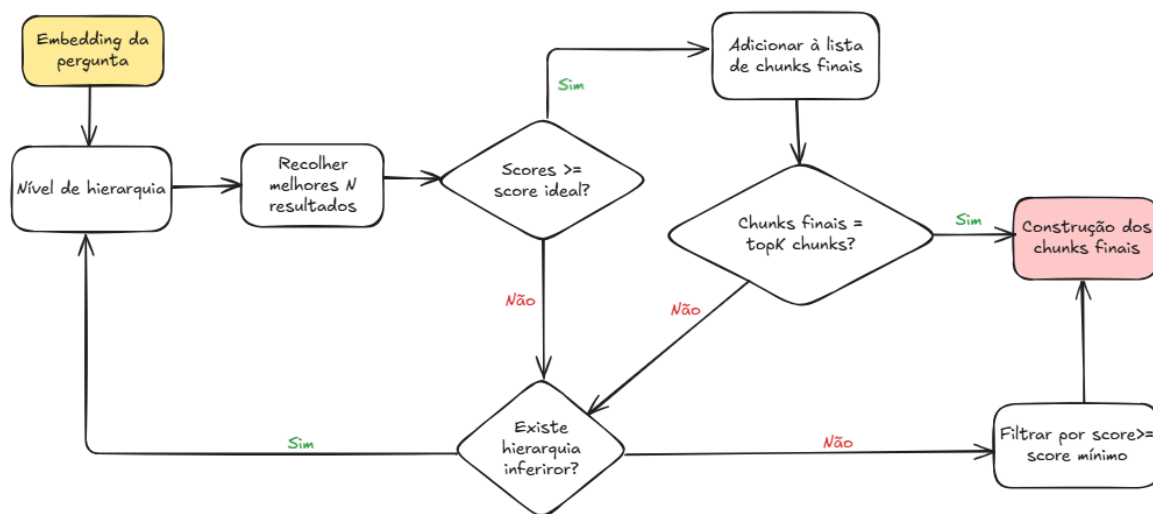 Embedding da
pergunta
Nível de hierarquia
Recolher
melhores N
resultados
Scores >=
score ideal?
Sim
Adicionar à lista
de chunks finais
Chunks finais =
topK chunks?
Sim
Construção dos
chunks finais
Não
Não
Existe
hierarquia
inferiror?
Sim
Não
Filtrar por score>=
score mínimo